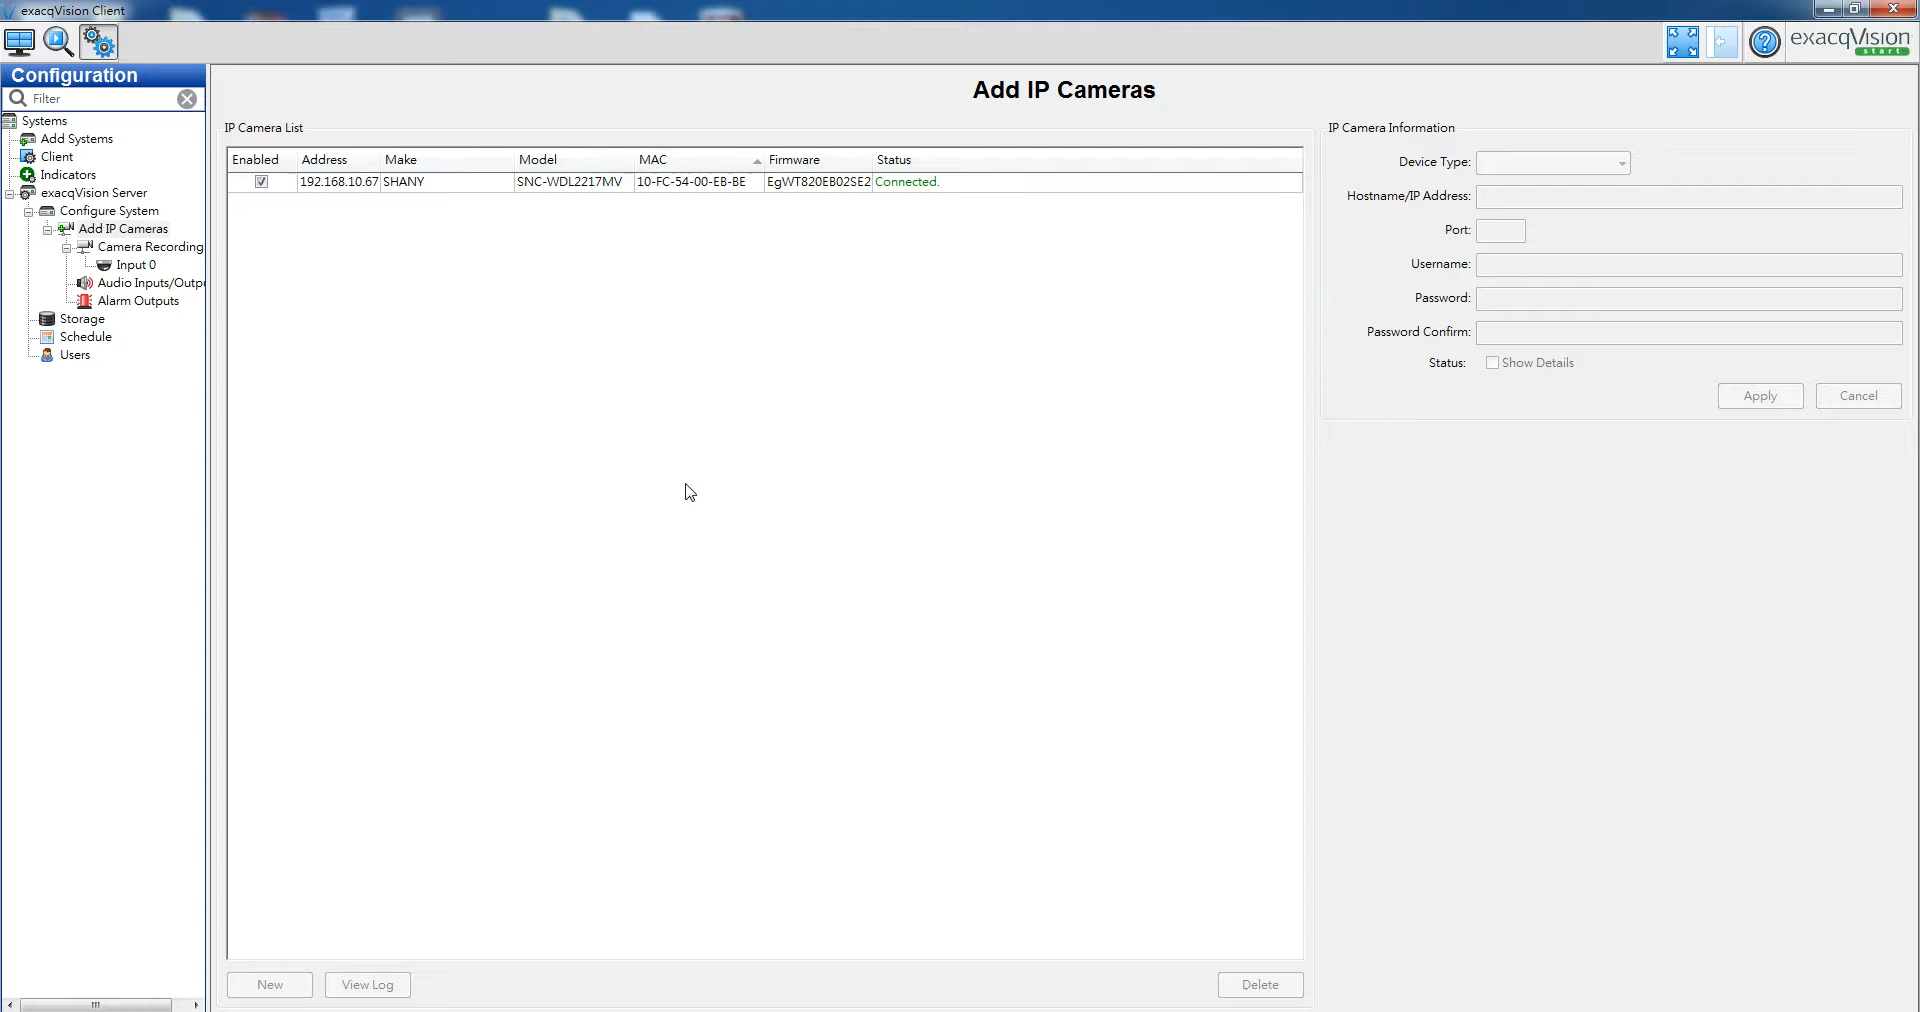 exacqVision Client
exacqVision
start
Configuration
Filter
Systems
Add Systems
Client
Indicators
exacqVision Server
Configure System
Add IP Cameras
Camera Recording
Input 0
Audio Inputs/Outpu
Alarm Outputs
Storage
Schedule
Users
Add IP Cameras
IP Camera List
Enabled Address Make Model MAC Firmware Status
192.168.10.67 SHANY SNC-WDL2217MV 10-FC-54-00-EB-BE EgWT820EB02SE2 Connected.
New View Log Delete
IP Camera Information
Device Type:
Hostname/IP Address:
Port:
Username:
Password:
Password Confirm:
Status: Show Details
Apply Cancel